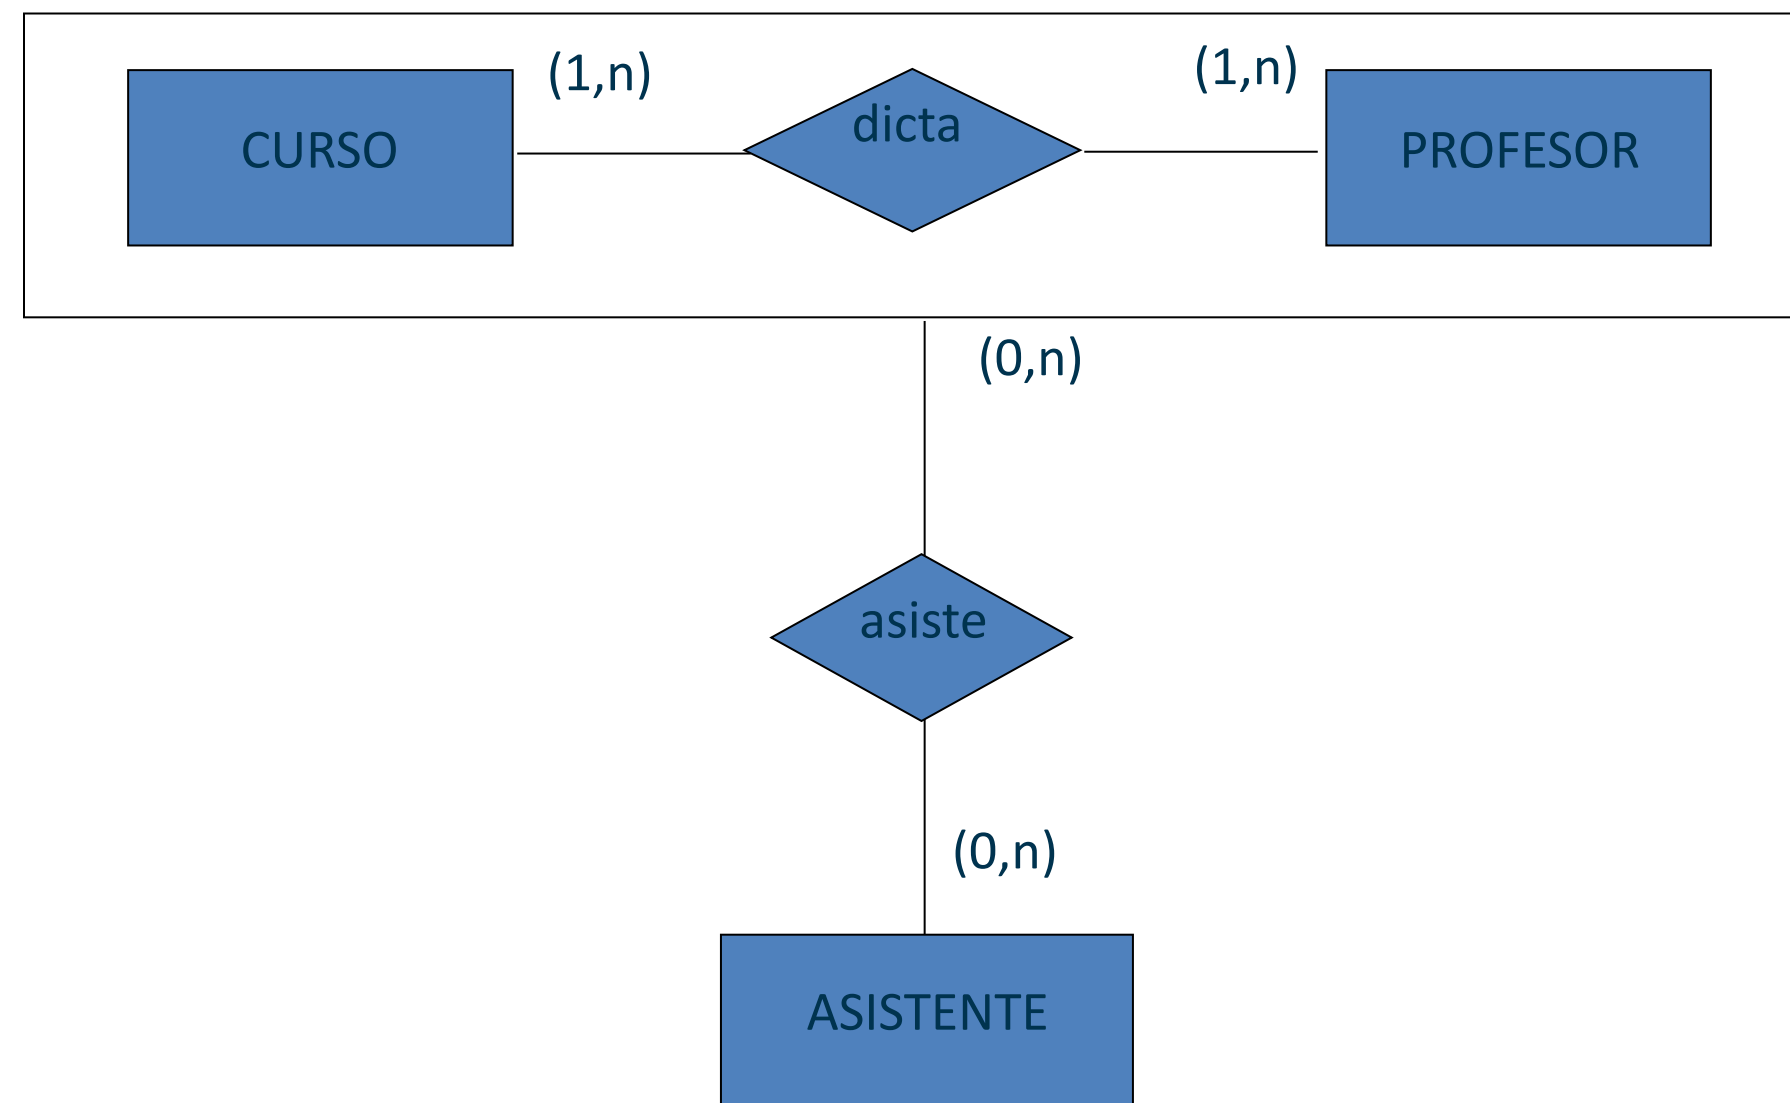 (1,n)
(1,n)
CURSO
dicta
PROFESOR
(0,n)
asiste
(0,n)
ASISTENTE